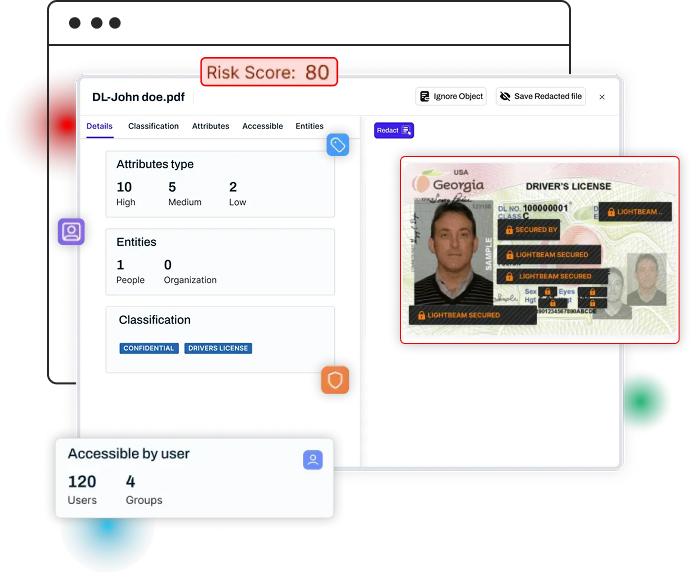 Risk Score: 80
DL-John doe.pdf
Ignore Object
Save Redacted file
Details
Classification
Attributes
Accessible
Entities
Redact
Attributes type
10
5
2
High
Medium
Low
Entities
1
0
People
Organization
Classification
CONFIDENTIAL
DRIVERS LICENSE
Accessible by user
120
4
Users
Groups
USA
Georgia
DRIVER'S LICENSE
DL NO. 100000001
CLASS C
LIGHTBEAM...
SECURED BY
LIGHTBEAM SECURED
LIGHTBEAM SECURED
SAMPLE
Sex
Eyes
Hgt
LIGHTBEAM SECURED